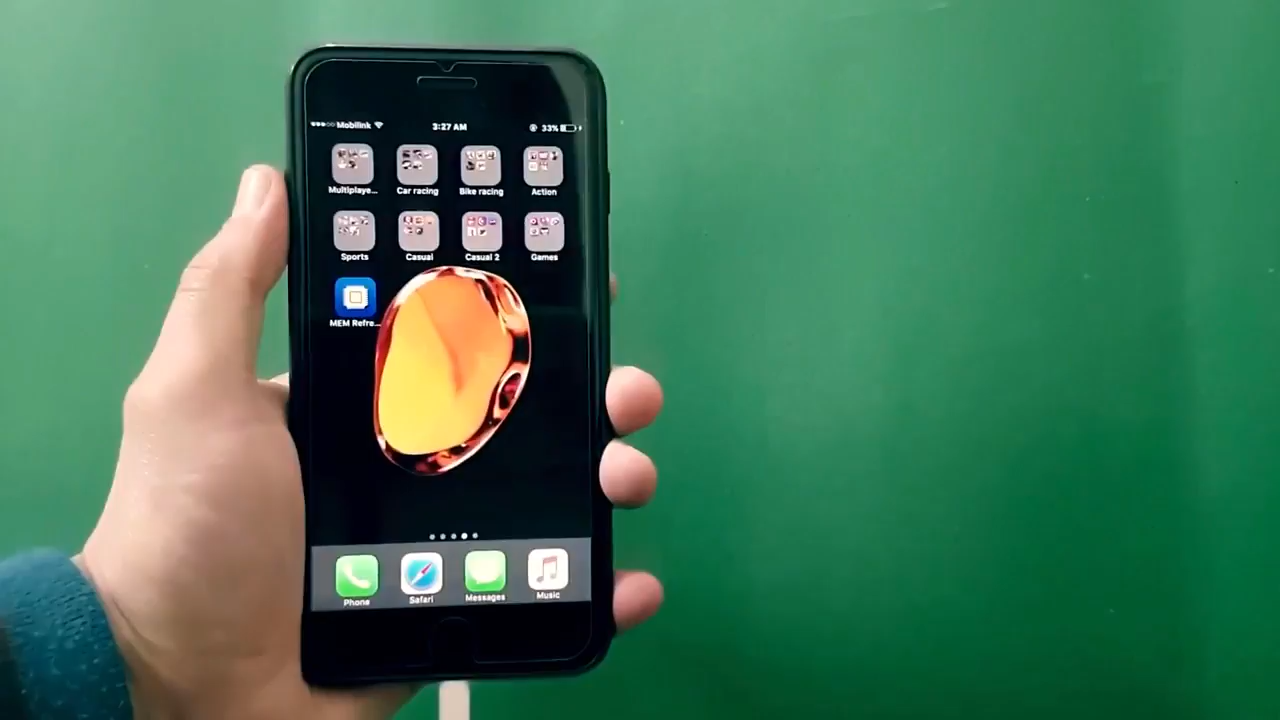 Mobilink 3:27 AM 33%
Multiplaye... Car racing Bike racing Action
Sports Casual Casual 2 Games
MEM Refre...
Phone Safari Messages Music